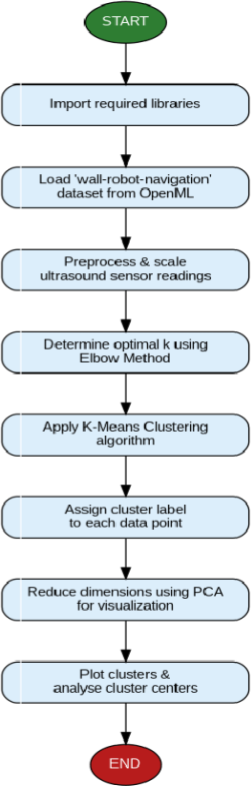 START
Import required libraries
Load 'wall-robot-navigation'
dataset from OpenML
Preprocess & scale
ultrasound sensor readings
Determine optimal k using
Elbow Method
Apply K-Means Clustering
algorithm
Assign cluster label
to each data point
Reduce dimensions using PCA
for visualization
Plot clusters &
analyse cluster centers
END